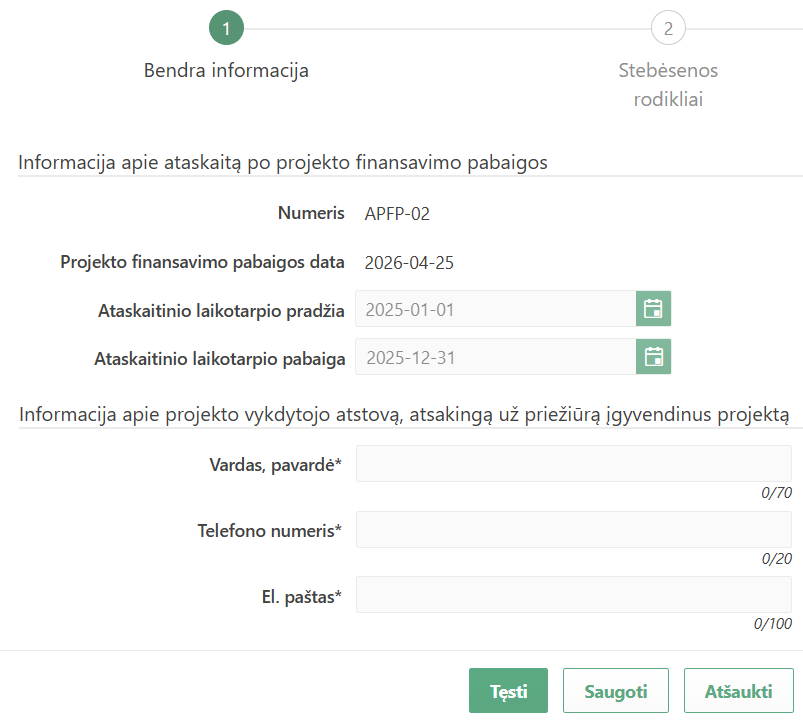 1
2
Bendra informacija
Stebėsenos
rodikliai
Informacija apie ataskaitą po projekto finansavimo pabaigos
Numeris APFP-02
Projekto finansavimo pabaigos data 2026-04-25
Ataskaitinio laikotarpio pradžia 2025-01-01
Ataskaitinio laikotarpio pabaiga 2025-12-31
Informacija apie projekto vykdytojo atstovą, atsakingą už priežiūrą įgyvendinus projektą
Vardas, pavardė*
0/70
Telefono numeris*
0/20
El. paštas*
0/100
Tęsti Saugoti Atšaukti